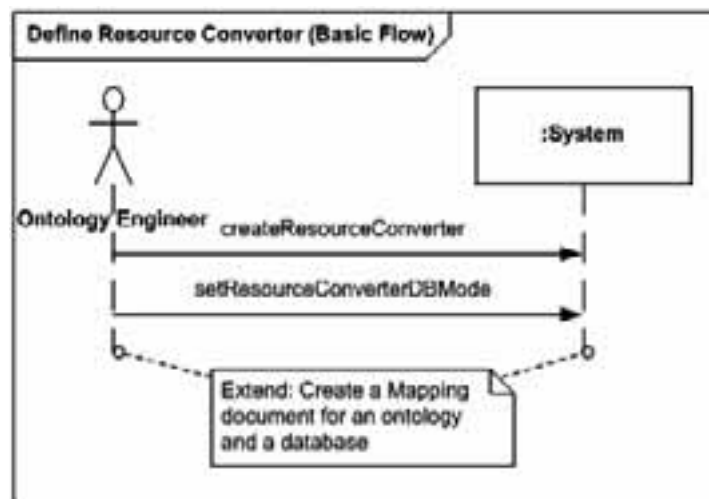 Define Resource Converter (Basic Flow)
:System
Ontology Engineer
createResourceConverter
setResourceConverterDBMode
Extend: Create a Mapping
document for an ontology
and a database